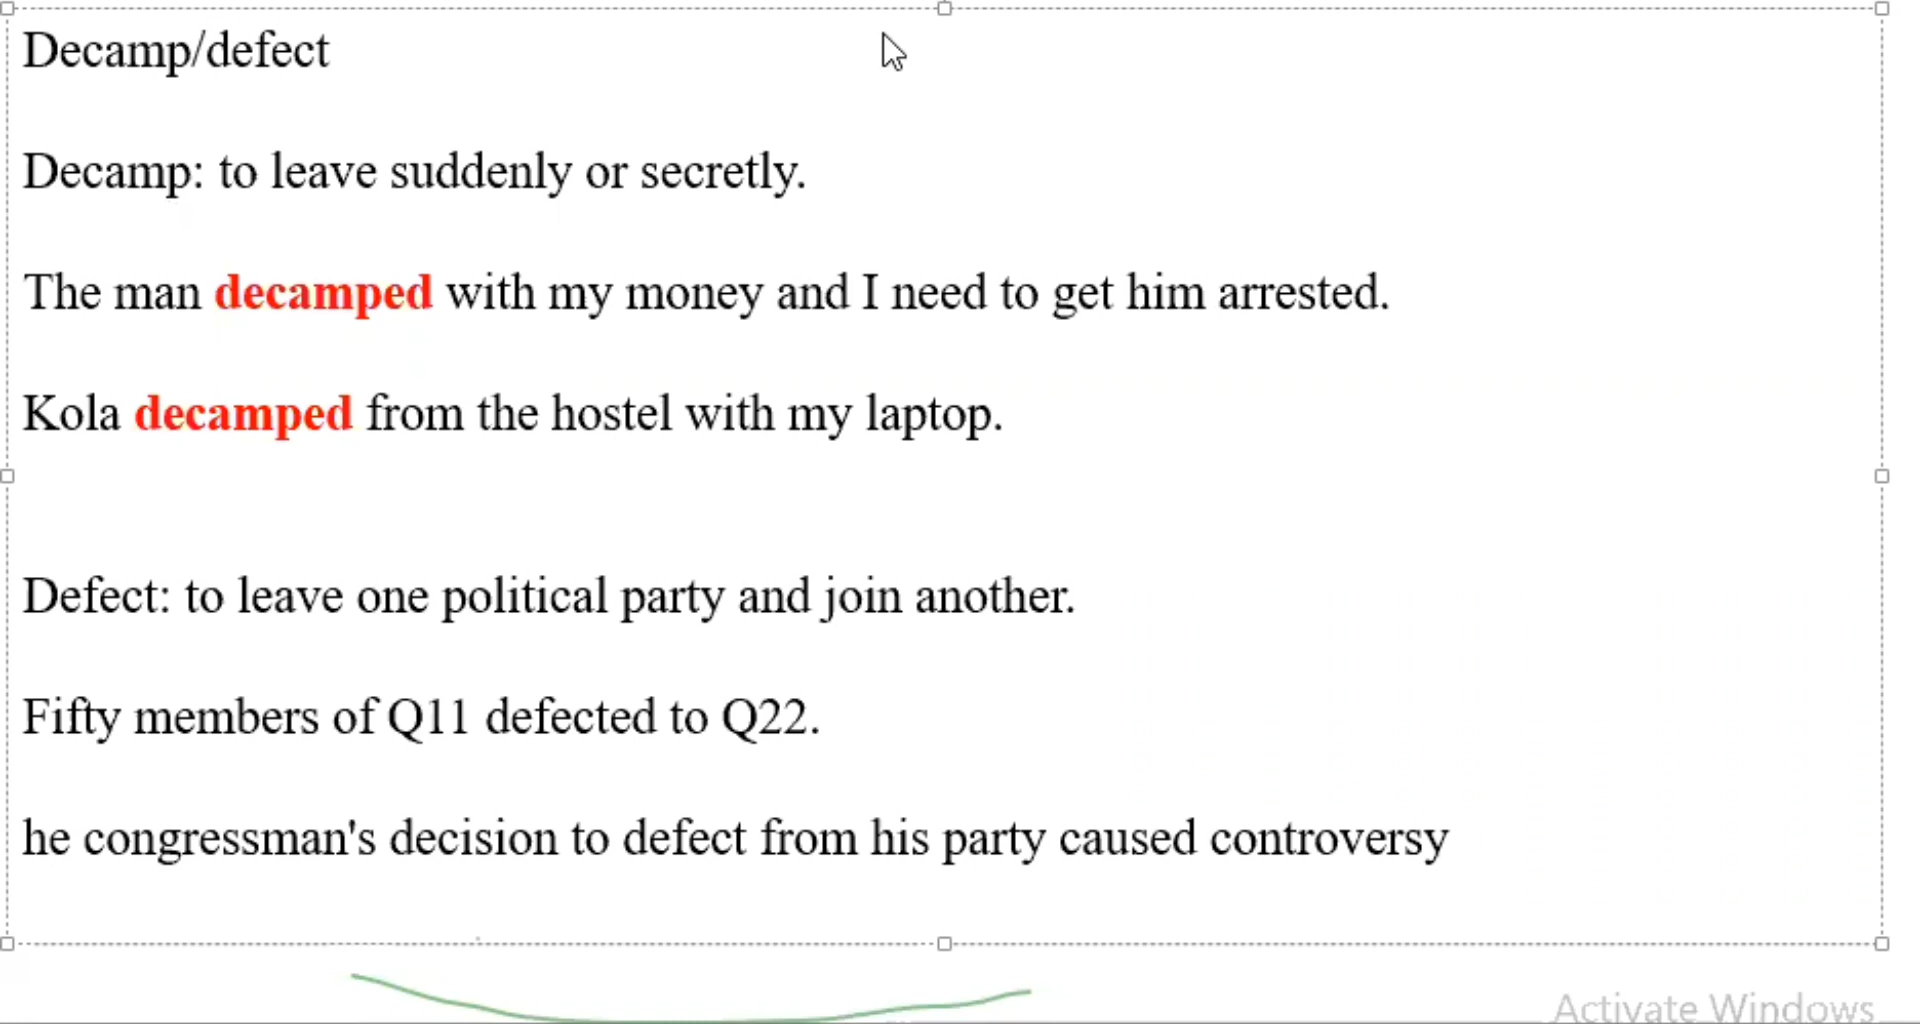 Decamp/defect
Decamp: to leave suddenly or secretly.
The man decamped with my money and I need to get him arrested.
Kola decamped from the hostel with my laptop.
Defect: to leave one political party and join another.
Fifty members of Q11 defected to Q22.
he congressman's decision to defect from his party caused controversy
Activate Windows